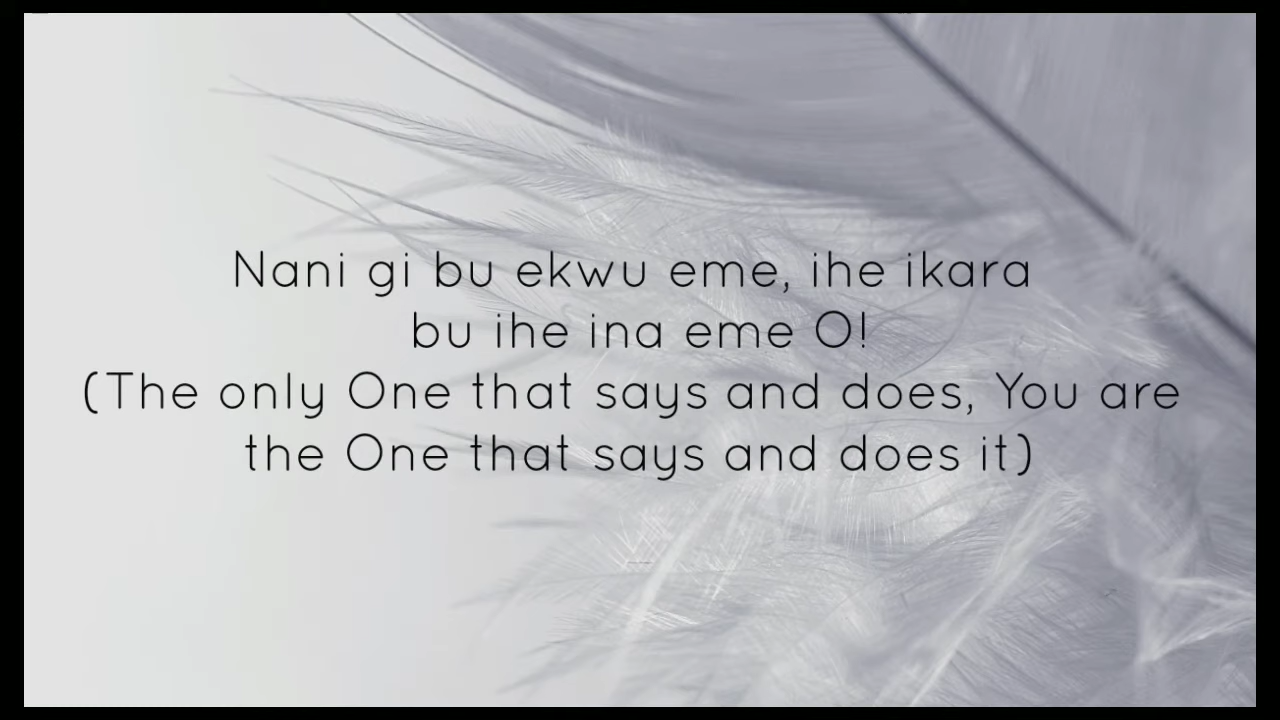 Nani gi bu ekwu eme, ihe ikara
bu ihe ina eme O!
(The only One that says and does, You are
the One that says and does it)